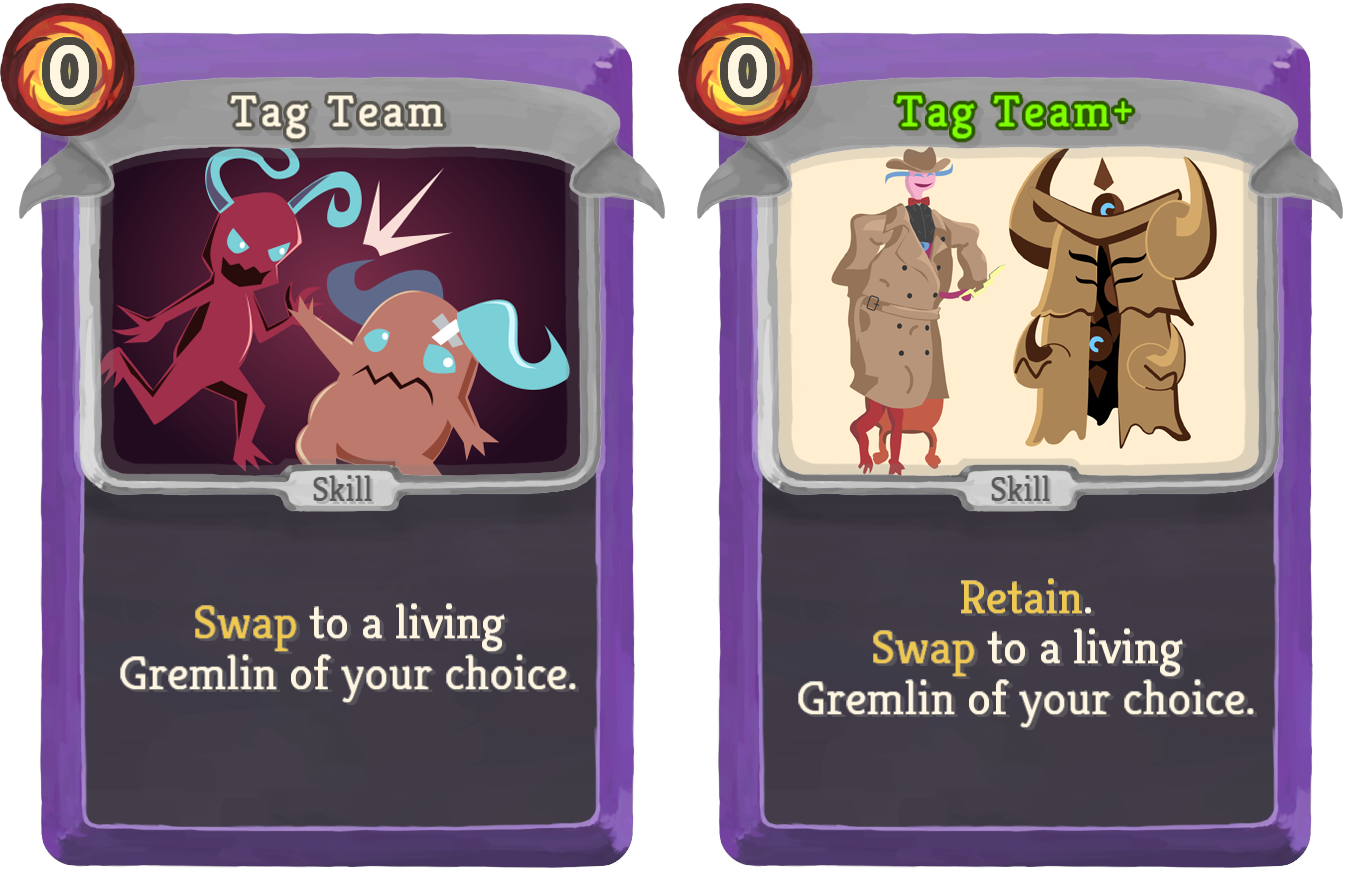 0
Tag Team
Skill
Swap to a living
Gremlin of your choice.
0
Tag Team+
Skill
Retain.
Swap to a living
Gremlin of your choice.